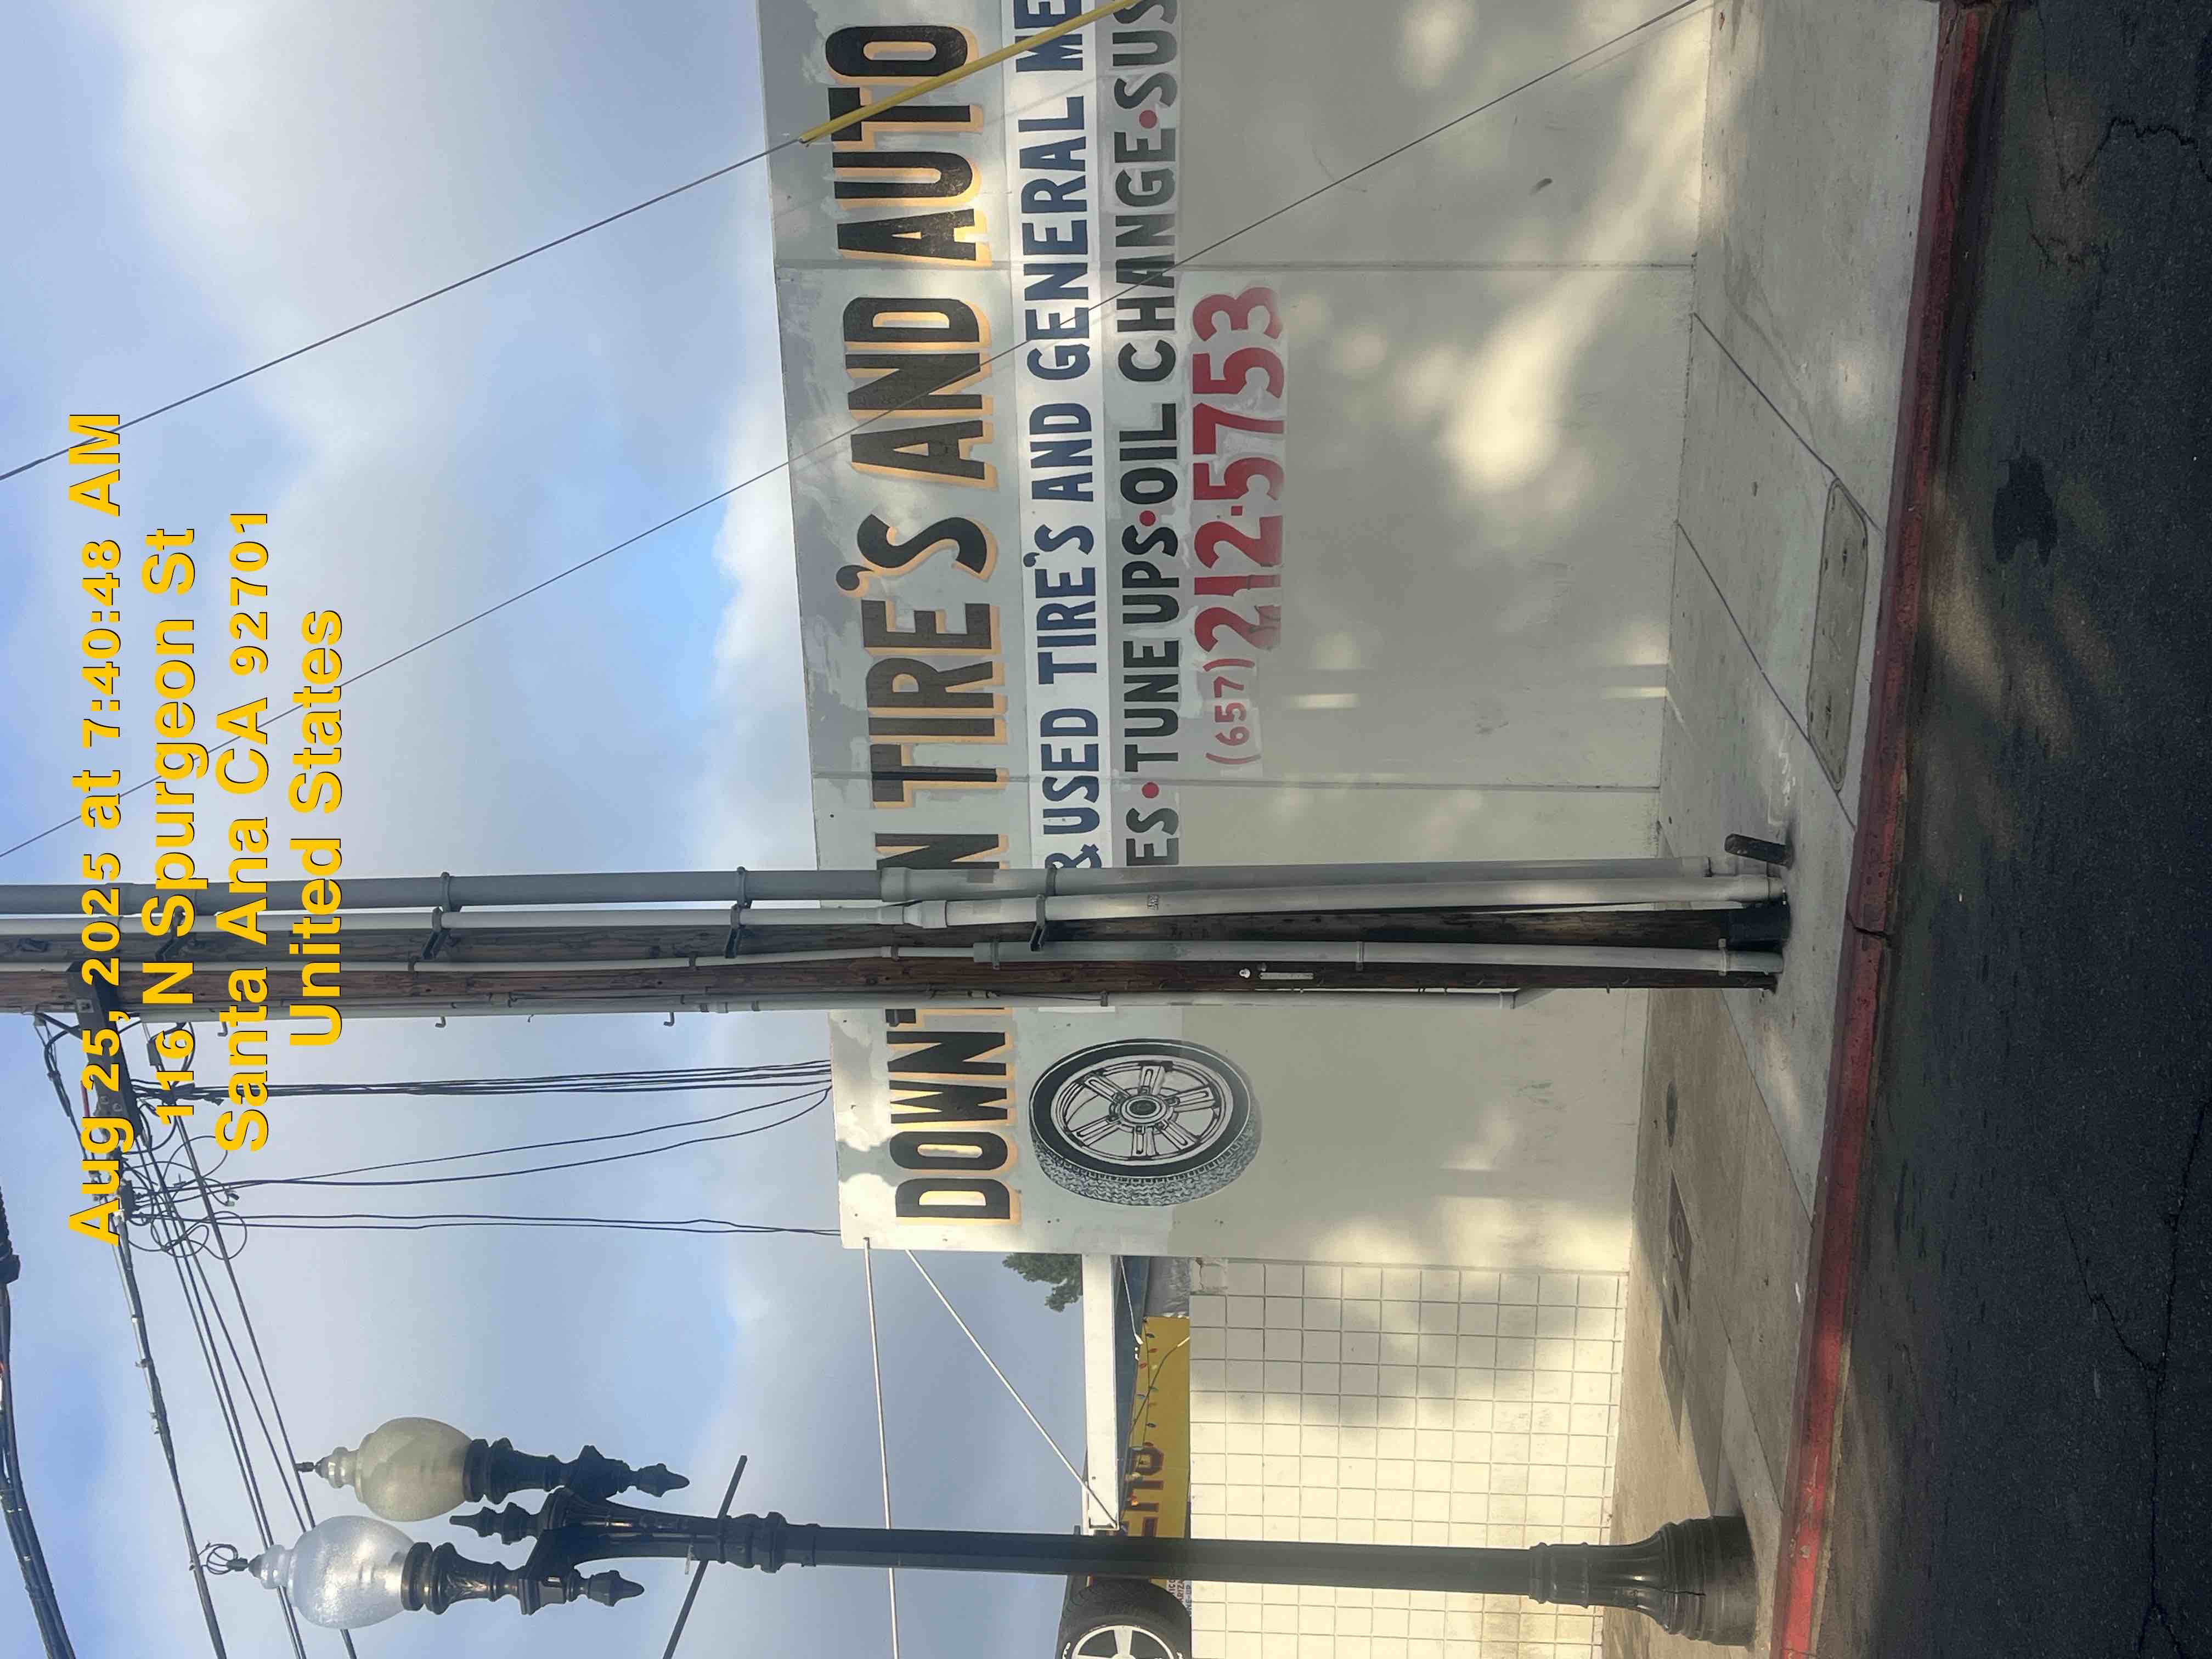 Aug 25, 2025 at 7:40:48 AM
116 N Spurgeon St
Santa Ana CA 92701
United States
DOWN N TIRE'S AND AUTO
& USED TIRE'S AND GENERAL ME
ES • TUNE UPS • OIL CHANGE • SUS
(657) 212-5753